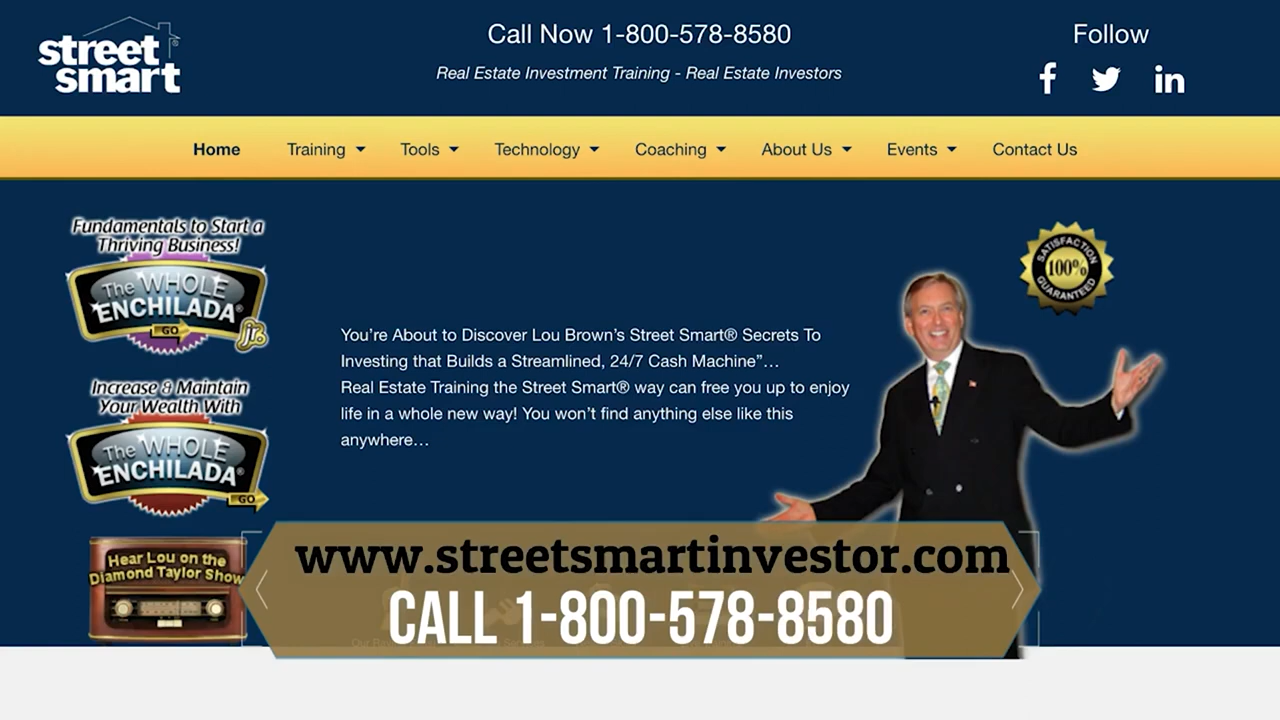 street
smart
Call Now 1-800-578-8580
Real Estate Investment Training - Real Estate Investors
Follow
Home
Training
Tools
Technology
Coaching
About Us
Events
Contact Us
Fundamentals to Start a
Thriving Business!
The WHOLE
ENCHILADA®
GO
jr.
Increase & Maintain
Your Wealth With
The WHOLE
ENCHILADA®
GO
Hear Lou on the
Diamond Taylor Show
You're About to Discover Lou Brown's Street Smart® Secrets To
Investing that Builds a Streamlined, 24/7 Cash Machine"...
Real Estate Training the Street Smart® way can free you up to enjoy
life in a whole new way! You won't find anything else like this
anywhere...
SATISFACTION
100%
GUARANTEED
www.streetsmartinvestor.com
CALL 1-800-578-8580